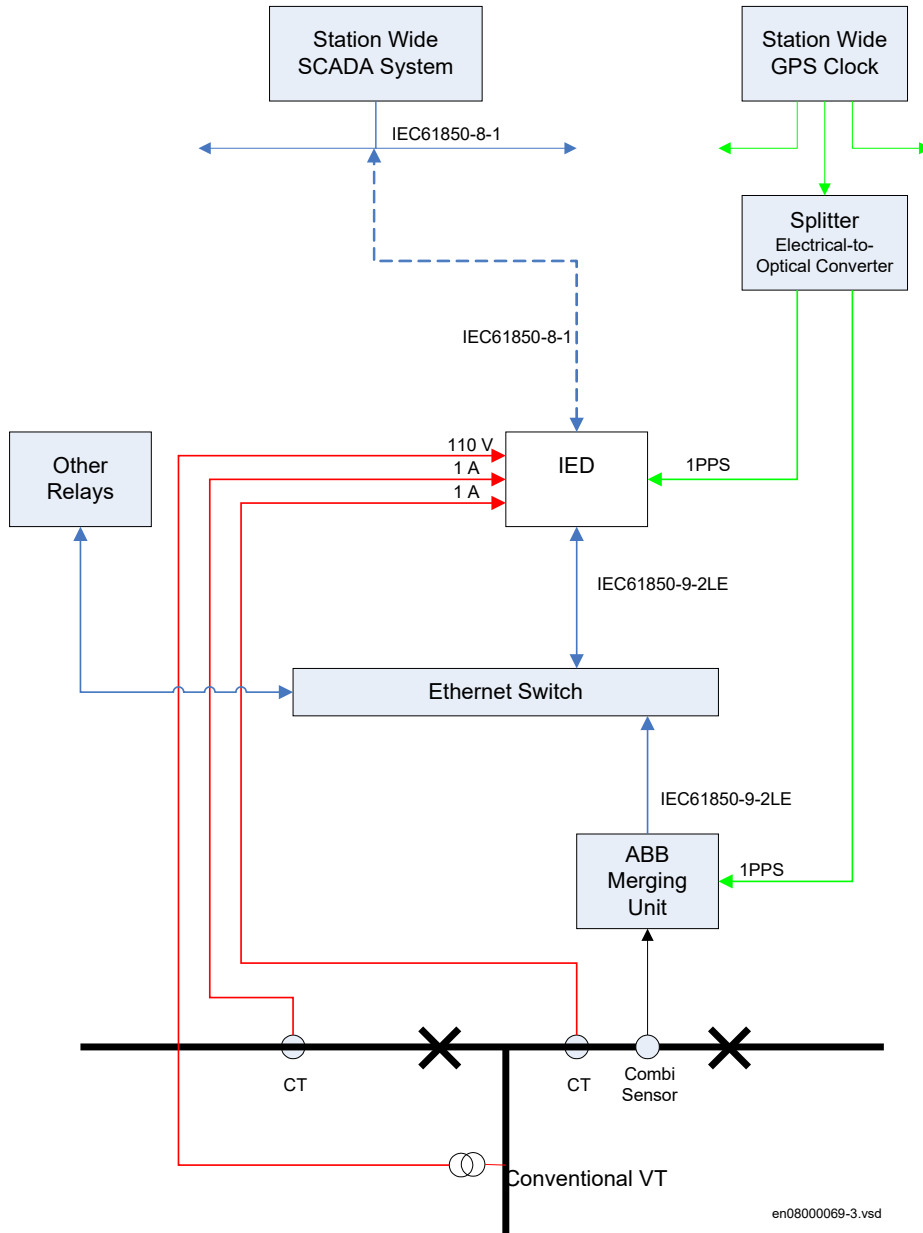 Station Wide
SCADA System
Station Wide
GPS Clock
IEC61850-8-1
Splitter
Electrical-to-
Optical Converter
IEC61850-8-1
110 V
1 A
1 A
IED
1PPS
Other
Relays
IEC61850-9-2LE
Ethernet Switch
IEC61850-9-2LE
ABB
Merging
Unit
1PPS
CT
CT
Combi
Sensor
Conventional VT
en08000069-3.vsd